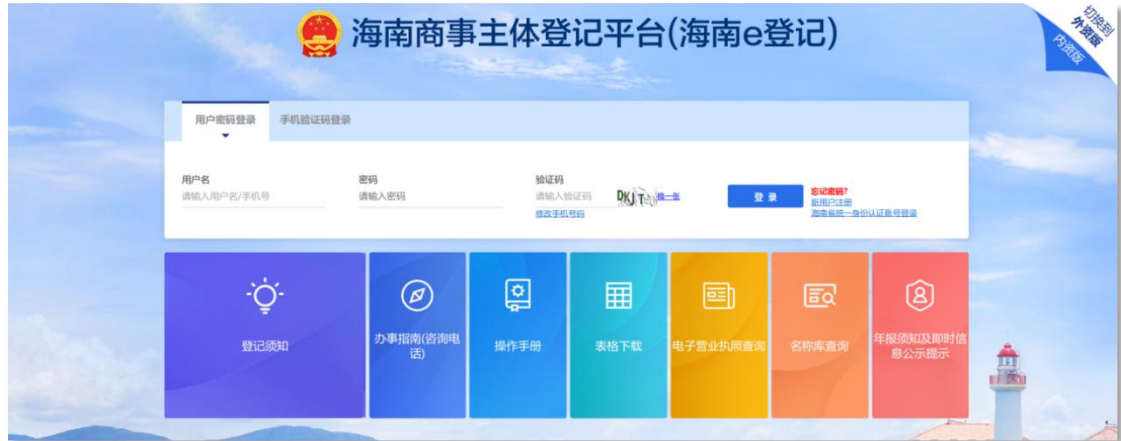 海南商事主体登记平台(海南e登记)
切换到
外资版
内资版
用户密码登录
手机验证码登录
用户名
请输入用户名/手机号
密码
请输入密码
验证码
请输入验证码
换一张
修改手机号码
登 录
忘记密码?
新用户注册
海南省统一身份认证账号登录
登记须知
办事指南(咨询电
话)
操作手册
表格下载
电子营业执照查询
名称库查询
年报须知及即时信
息公示提示